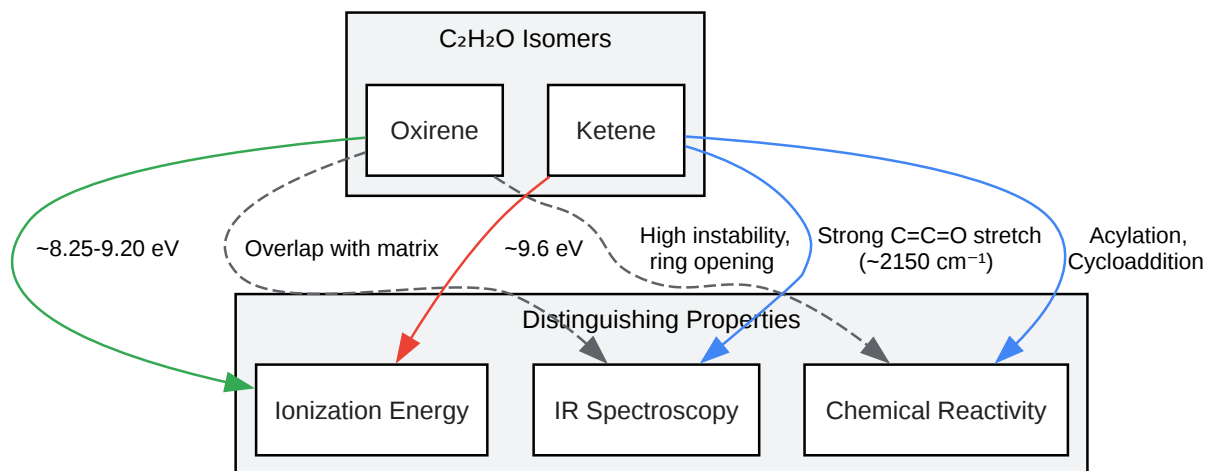 C₂H₂O Isomers
Oxirene
Ketene
~8.25-9.20 eV
Overlap with matrix
~9.6 eV
High instability,
ring opening
Strong C=C=O stretch
(~2150 cm⁻¹)
Acylation,
Cycloaddition
Distinguishing Properties
Ionization Energy
IR Spectroscopy
Chemical Reactivity